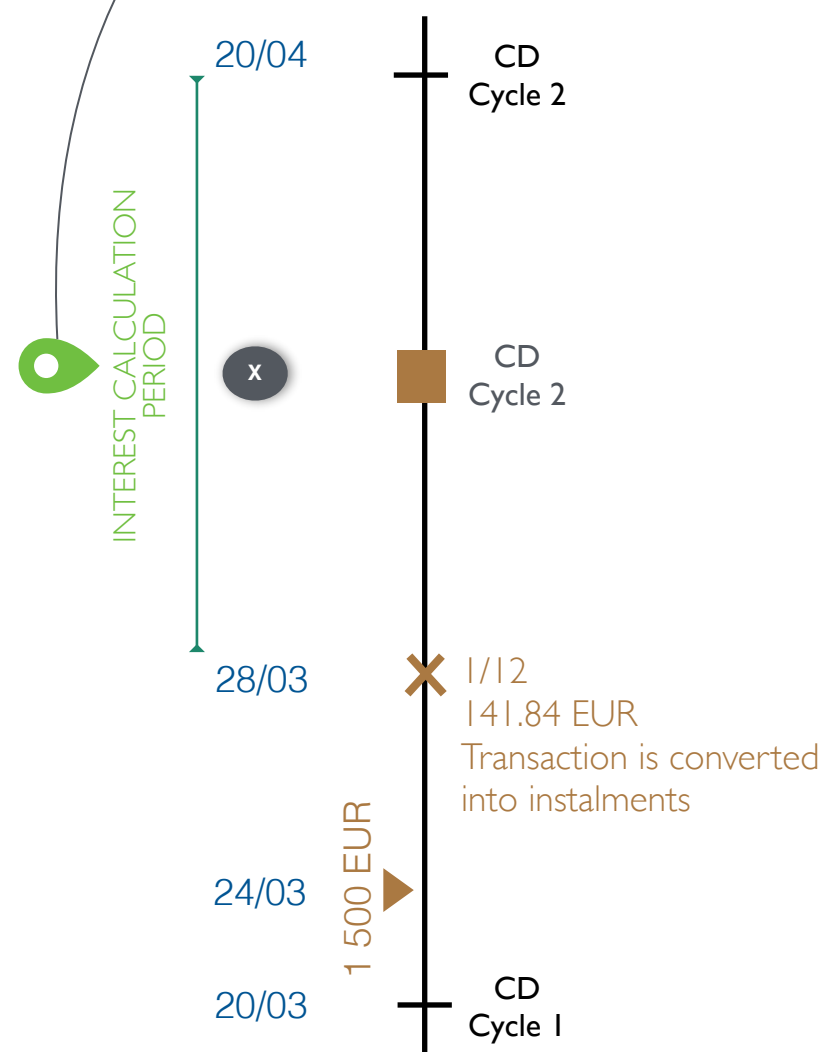 20/04
CD
Cycle 2
INTEREST CALCULATION
PERIOD
X
CD
Cycle 2
28/03
1/12
141.84 EUR
Transaction is converted
into instalments
1 500 EUR
24/03
20/03
CD
Cycle 1